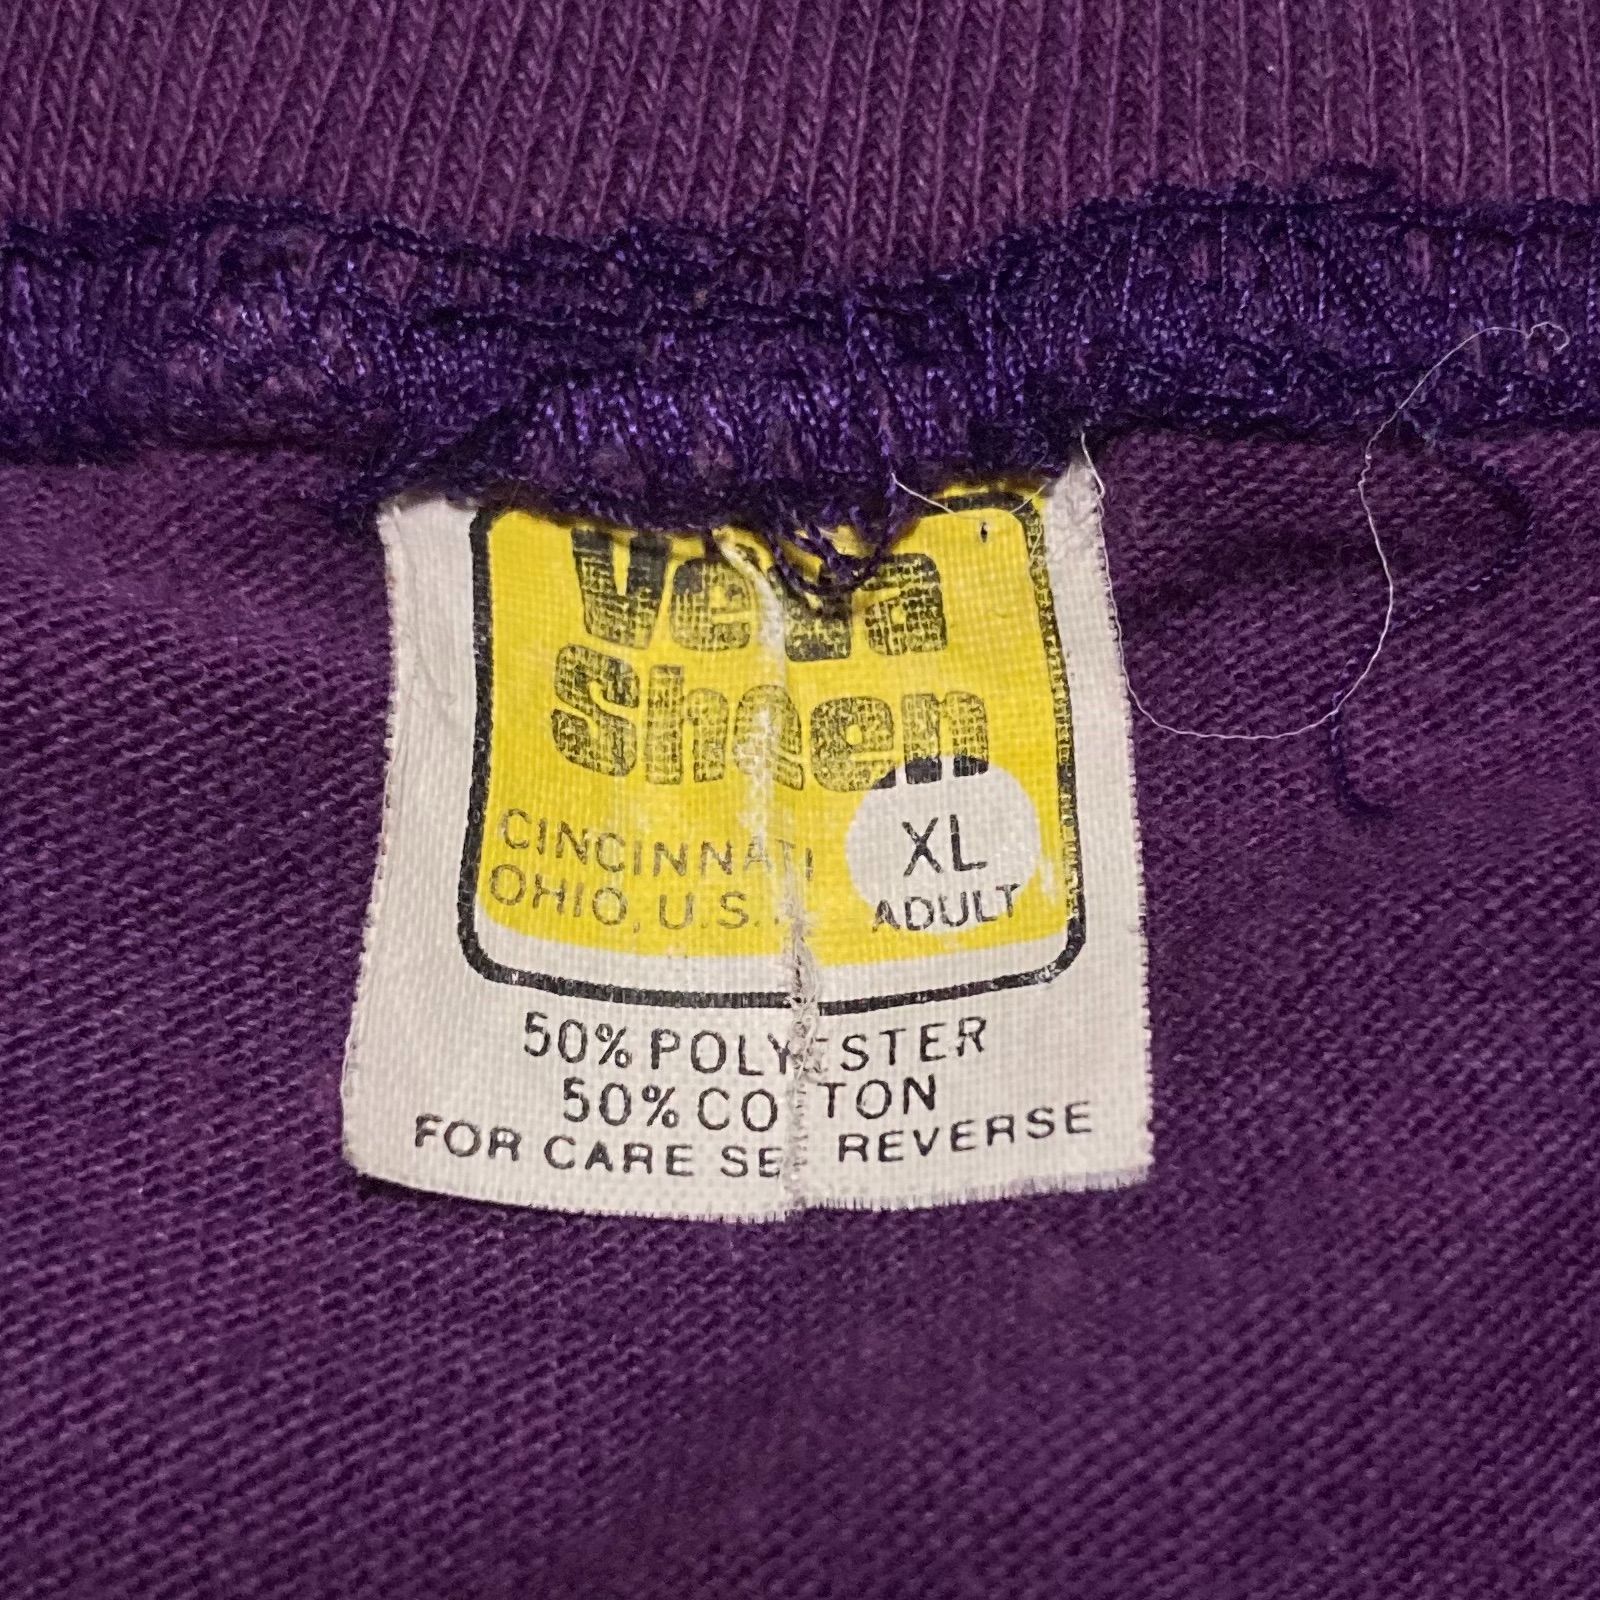 Velva
Sheen
CINCINNATI
OHIO, U.S.
XL
ADULT
50% POLYESTER
50% COTTON
FOR CARE SEE REVERSE